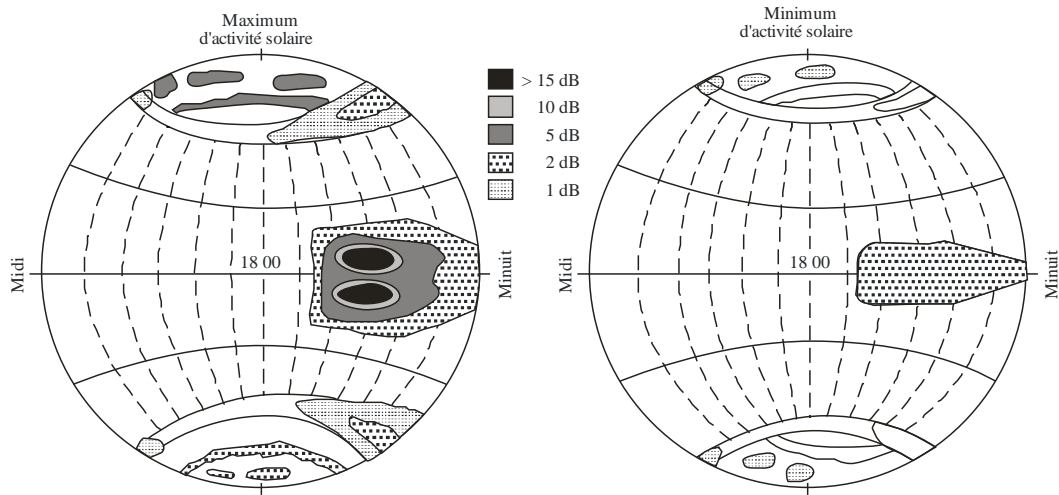 Maximum
d'activité solaire
Minimum
d'activité solaire
> 15 dB
10 dB
5 dB
2 dB
1 dB
Midi
18 00
Minuit
Midi
18 00
Minuit